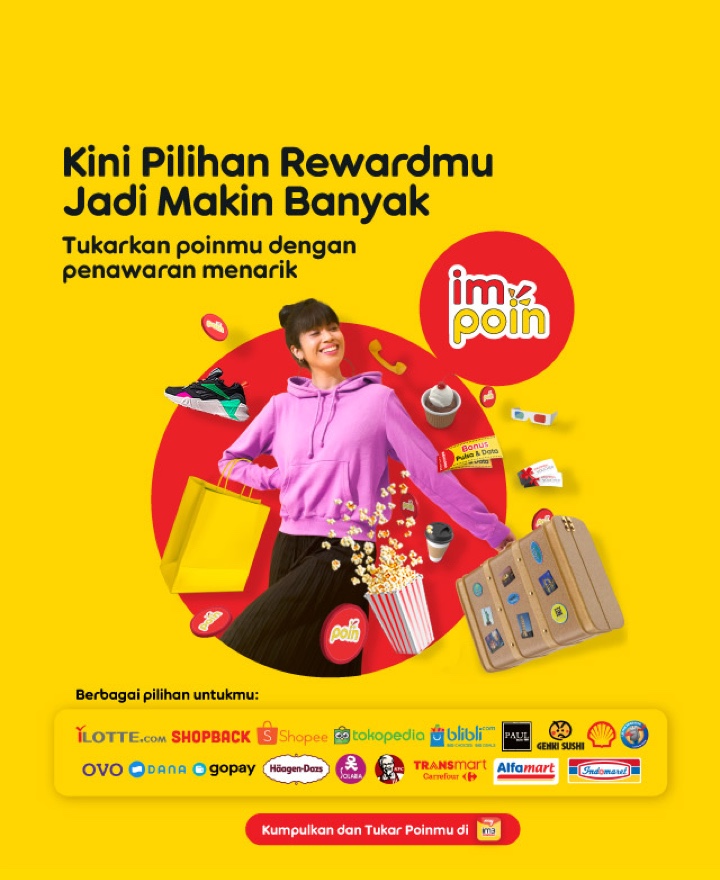 Kini Pilihan Rewardmu
Jadi Makin Banyak
Tukarkan poinmu dengan
penawaran menarik
im
poin
Bonus
Pulsa & Data
poin
Berbagai pilihan untukmu:
iLOTTE.COM SHOPBACK Shopee tokopedia blibli.com PAUL GENKI SUSHI
OVO DANA gopay Häagen-Dazs KFC TRANSmart Carrefour Alfamart Indomaret
Kumpulkan dan Tukar Poinmu di